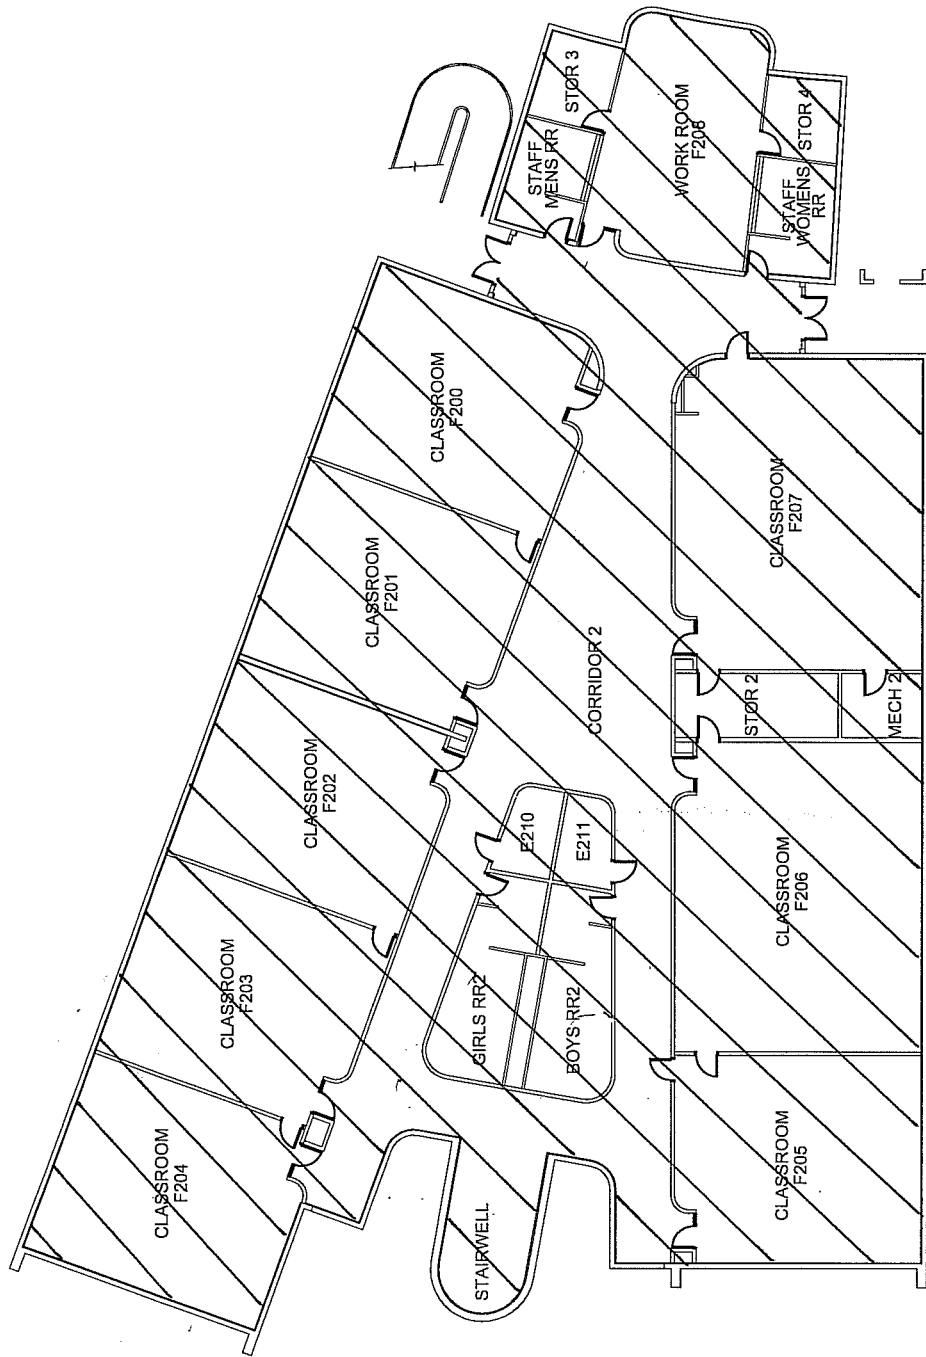 CLASSROOM
F204
CLASSROOM
F203
CLASSROOM
F202
CLASSROOM
F201
CLASSROOM
F200
STAIRWELL
GIRLS RR2
E210
BOYS RR2
E211
CORRIDOR 2
STAFF
MENS RR
STOR 3
WORK ROOM
F208
CLASSROOM
F205
CLASSROOM
F206
STOR 2
MECH 2
CLASSROOM
F207
STAFF
WOMENS
RR
STOR 4